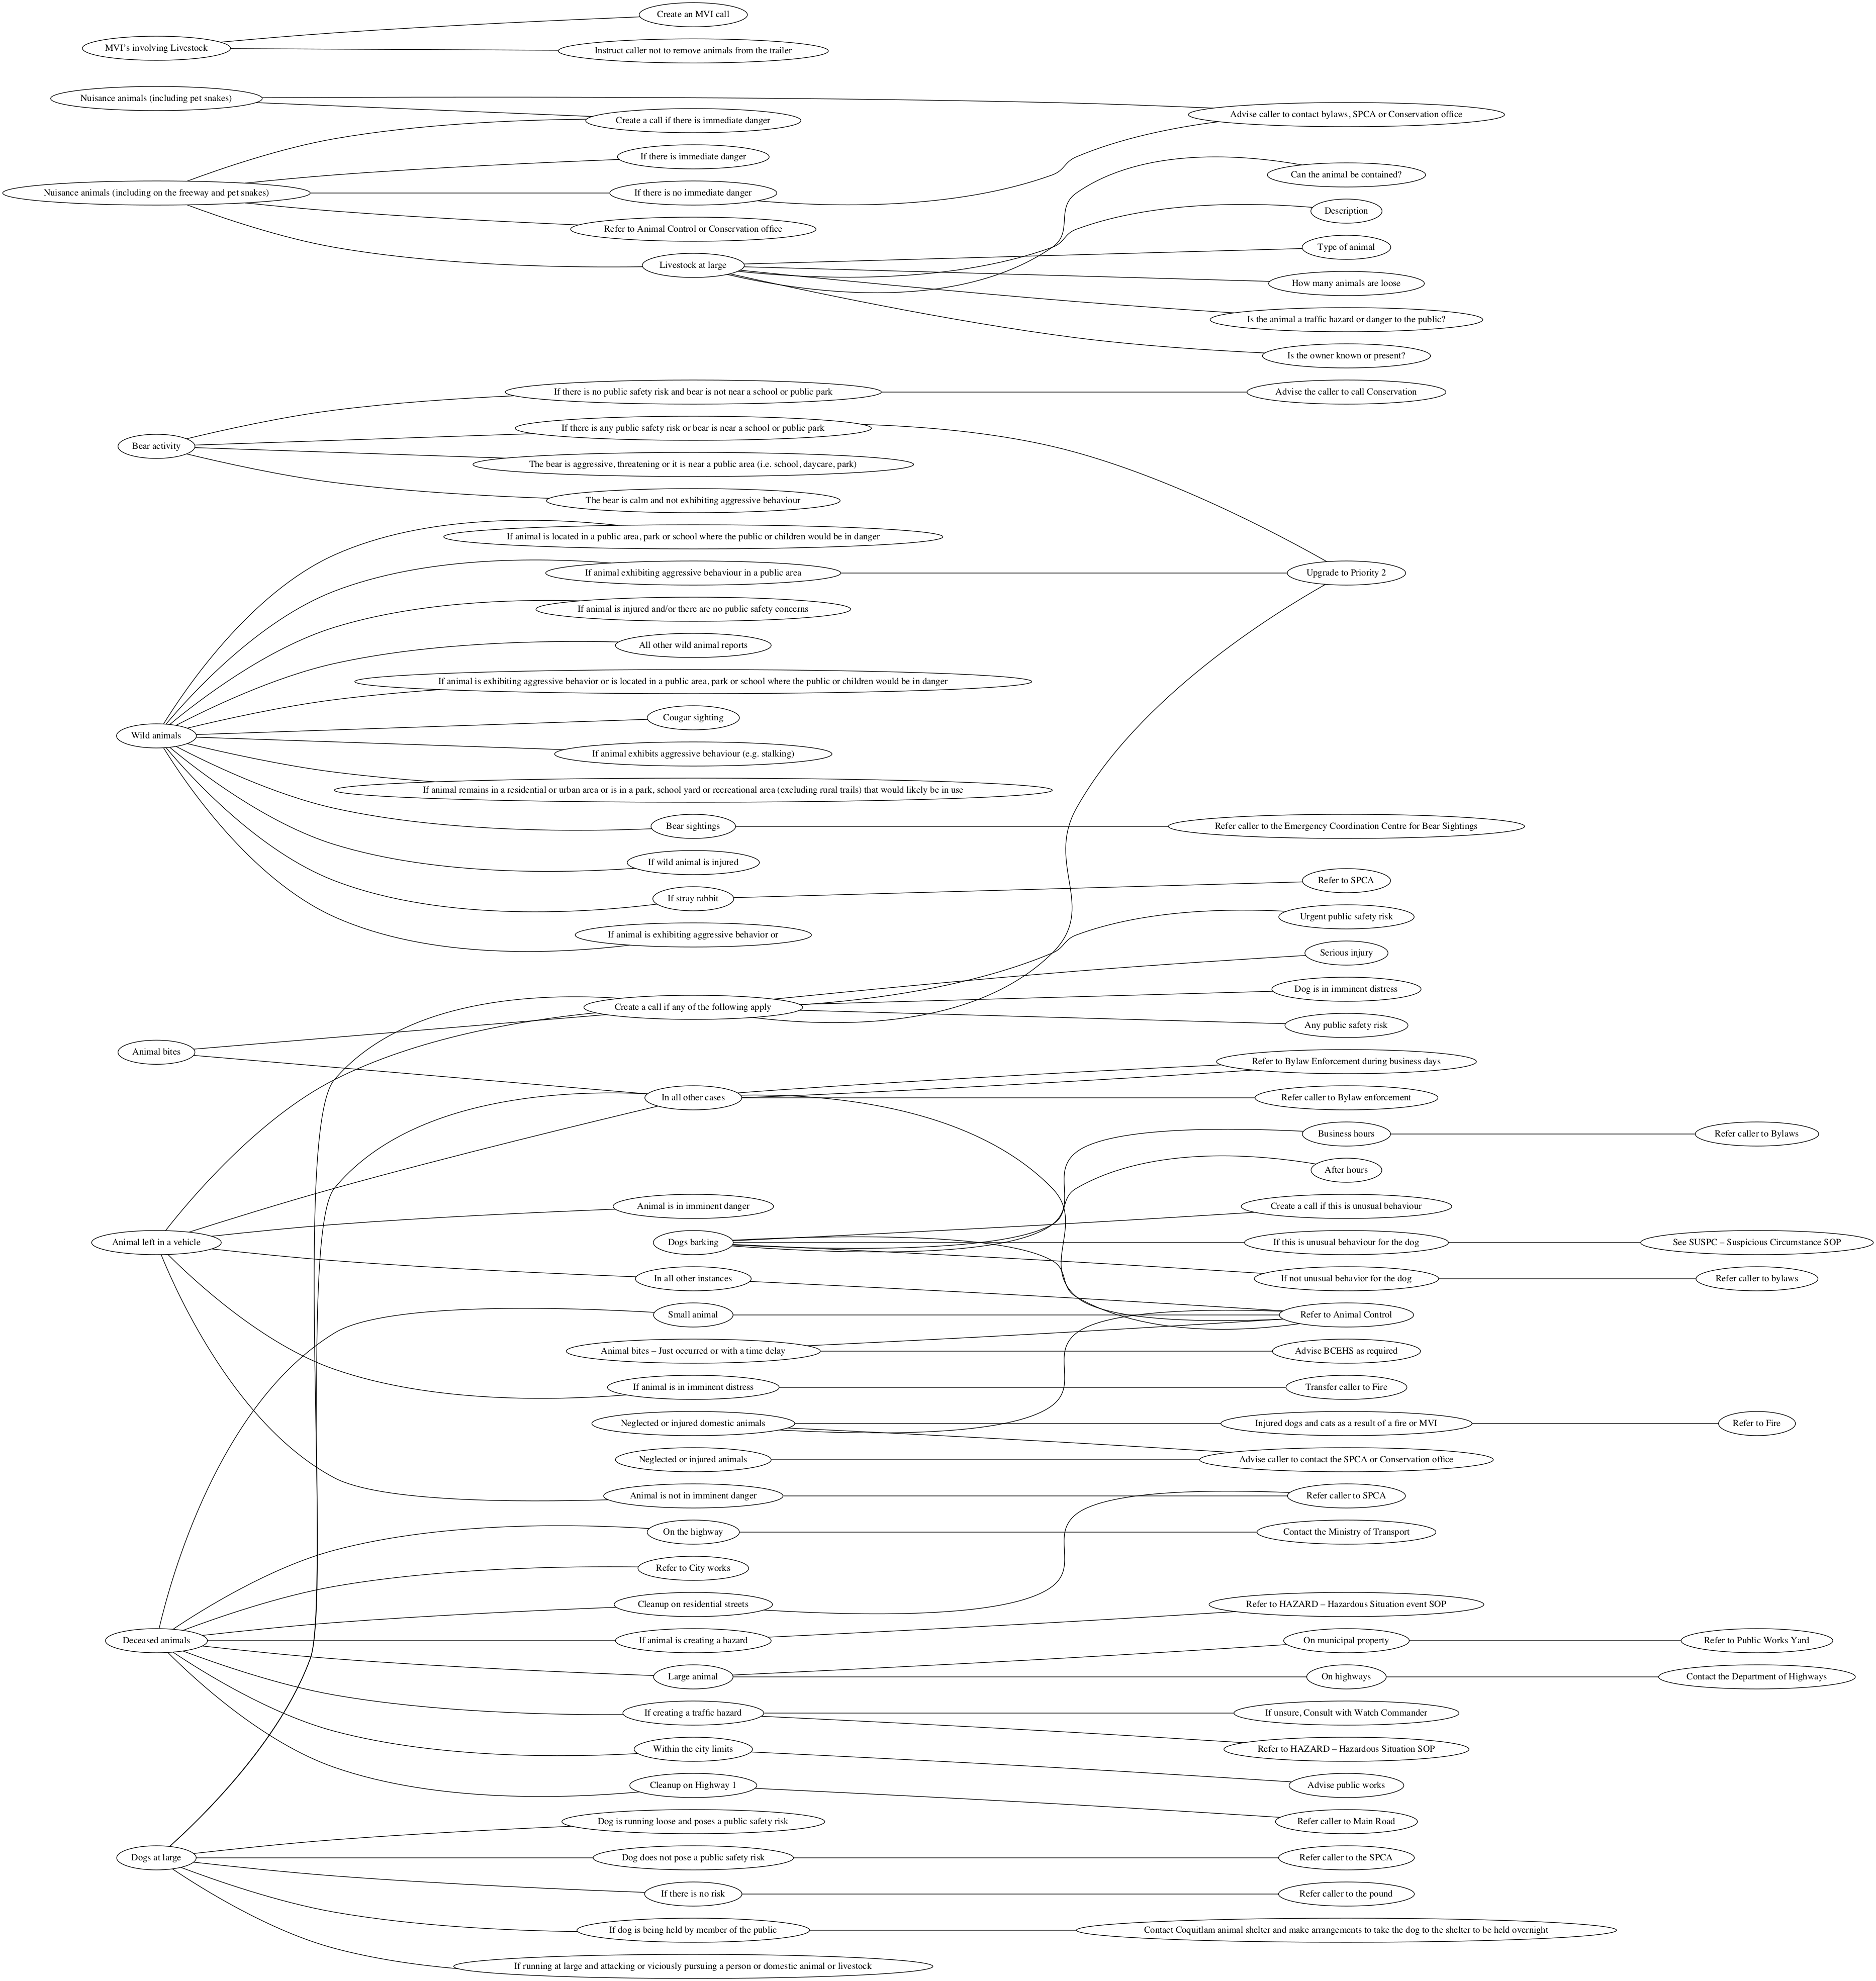 Create an MVI call
MVI's involving Livestock
Instruct caller not to remove animals from the trailer
Nuisance animals (including pet snakes)
Advise caller to contact bylaws, SPCA or Conservation office
Create a call if there is immediate danger
If there is immediate danger
Can the animal be contained?
Nuisance animals (including on the freeway and pet snakes)
If there is no immediate danger
Description
Refer to Animal Control or Conservation office
Type of animal
Livestock at large
How many animals are loose
Is the animal a traffic hazard or danger to the public?
Is the owner known or present?
If there is no public safety risk and bear is not near a school or public park
Advise the caller to call Conservation
If there is any public safety risk or bear is near a school or public park
Bear activity
The bear is aggressive, threatening or it is near a public area (i.e. school, daycare, park)
The bear is calm and not exhibiting aggressive behaviour
If animal is located in a public area, park or school where the public or children would be in danger
If animal exhibiting aggressive behaviour in a public area
Upgrade to Priority 2
If animal is injured and/or there are no public safety concerns
All other wild animal reports
If animal is exhibiting aggressive behavior or is located in a public area, park or school where the public or children would be in danger
Cougar sighting
Wild animals
If animal exhibits aggressive behaviour (e.g. stalking)
If animal remains in a residential or urban area or is in a park, school yard or recreational area (excluding rural trails) that would likely be in use
Bear sightings
Refer caller to the Emergency Coordination Centre for Bear Sightings
If wild animal is injured
Refer to SPCA
If stray rabbit
Urgent public safety risk
If animal is exhibiting aggressive behavior or
Serious injury
Dog is in imminent distress
Create a call if any of the following apply
Any public safety risk
Animal bites
Refer to Bylaw Enforcement during business days
In all other cases
Refer caller to Bylaw enforcement
Business hours
Refer caller to Bylaws
After hours
Animal is in imminent danger
Create a call if this is unusual behaviour
Animal left in a vehicle
Dogs barking
If this is unusual behaviour for the dog
See SUSPC – Suspicious Circumstance SOP
In all other instances
If not unusual behavior for the dog
Refer caller to bylaws
Small animal
Refer to Animal Control
Animal bites – Just occurred or with a time delay
Advise BCEHS as required
If animal is in imminent distress
Transfer caller to Fire
Neglected or injured domestic animals
Injured dogs and cats as a result of a fire or MVI
Refer to Fire
Neglected or injured animals
Advise caller to contact the SPCA or Conservation office
Animal is not in imminent danger
Refer caller to SPCA
On the highway
Contact the Ministry of Transport
Refer to City works
Cleanup on residential streets
Refer to HAZARD – Hazardous Situation event SOP
Deceased animals
If animal is creating a hazard
On municipal property
Refer to Public Works Yard
Large animal
On highways
Contact the Department of Highways
If creating a traffic hazard
If unsure, Consult with Watch Commander
Within the city limits
Refer to HAZARD – Hazardous Situation SOP
Cleanup on Highway 1
Advise public works
Dog is running loose and poses a public safety risk
Refer caller to Main Road
Dogs at large
Dog does not pose a public safety risk
Refer caller to the SPCA
If there is no risk
Refer caller to the pound
If dog is being held by member of the public
Contact Coquitlam animal shelter and make arrangements to take the dog to the shelter to be held overnight
If running at large and attacking or viciously pursuing a person or domestic animal or livestock